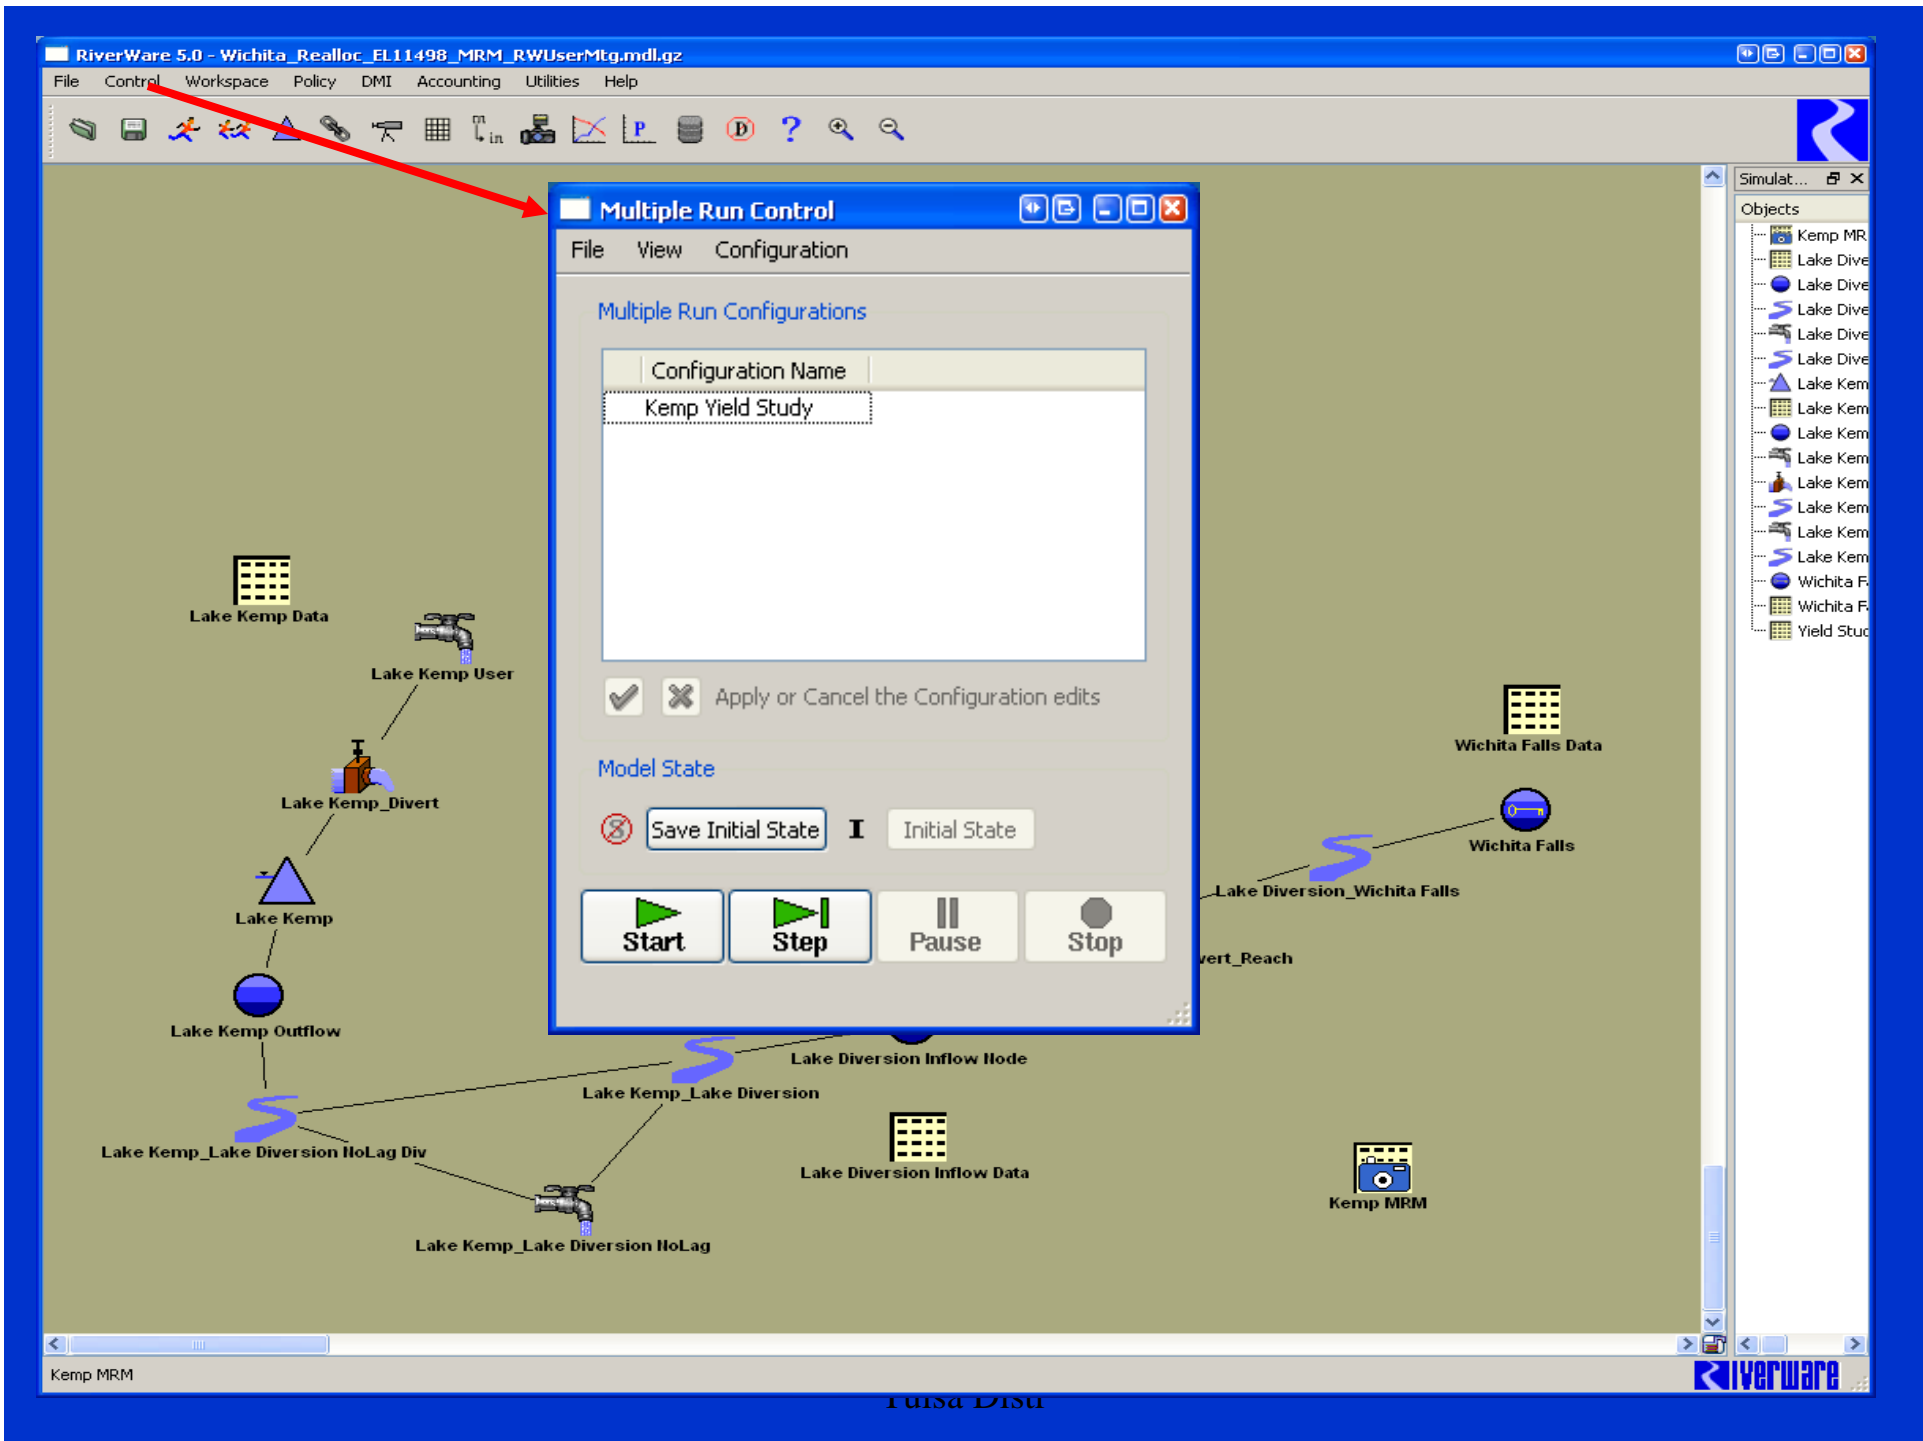 RiverWare 5.0 - Wichita_Realloc_EL11498_MRM_RWUserMtg.mdl.gz
File Control Workspace Policy DMI Accounting Utilities Help
in P D ?
Simulat...
Objects
Kemp MR
Lake Dive
Lake Dive
Lake Dive
Lake Dive
Lake Dive
Lake Kem
Lake Kem
Lake Kem
Lake Kem
Lake Kem
Lake Kem
Lake Kem
Lake Kem
Wichita F
Wichita F
Yield Stud
Multiple Run Control
File View Configuration
Multiple Run Configurations
Configuration Name
Kemp Yield Study
Apply or Cancel the Configuration edits
Model State
S Save Initial State I Initial State
Start Step Pause Stop
Lake Kemp Data
Lake Kemp User
Lake Kemp_Divert
Lake Kemp
Lake Kemp Outflow
Lake Kemp_Lake Diversion NoLag Div
Lake Kemp_Lake Diversion NoLag
Lake Kemp_Lake Diversion
Lake Diversion Inflow Node
Lake Diversion Inflow Data
Wichita Falls Data
Wichita Falls
Lake Diversion_Wichita Falls
vert_Reach
Kemp MRM
Kemp MRM
Riverware